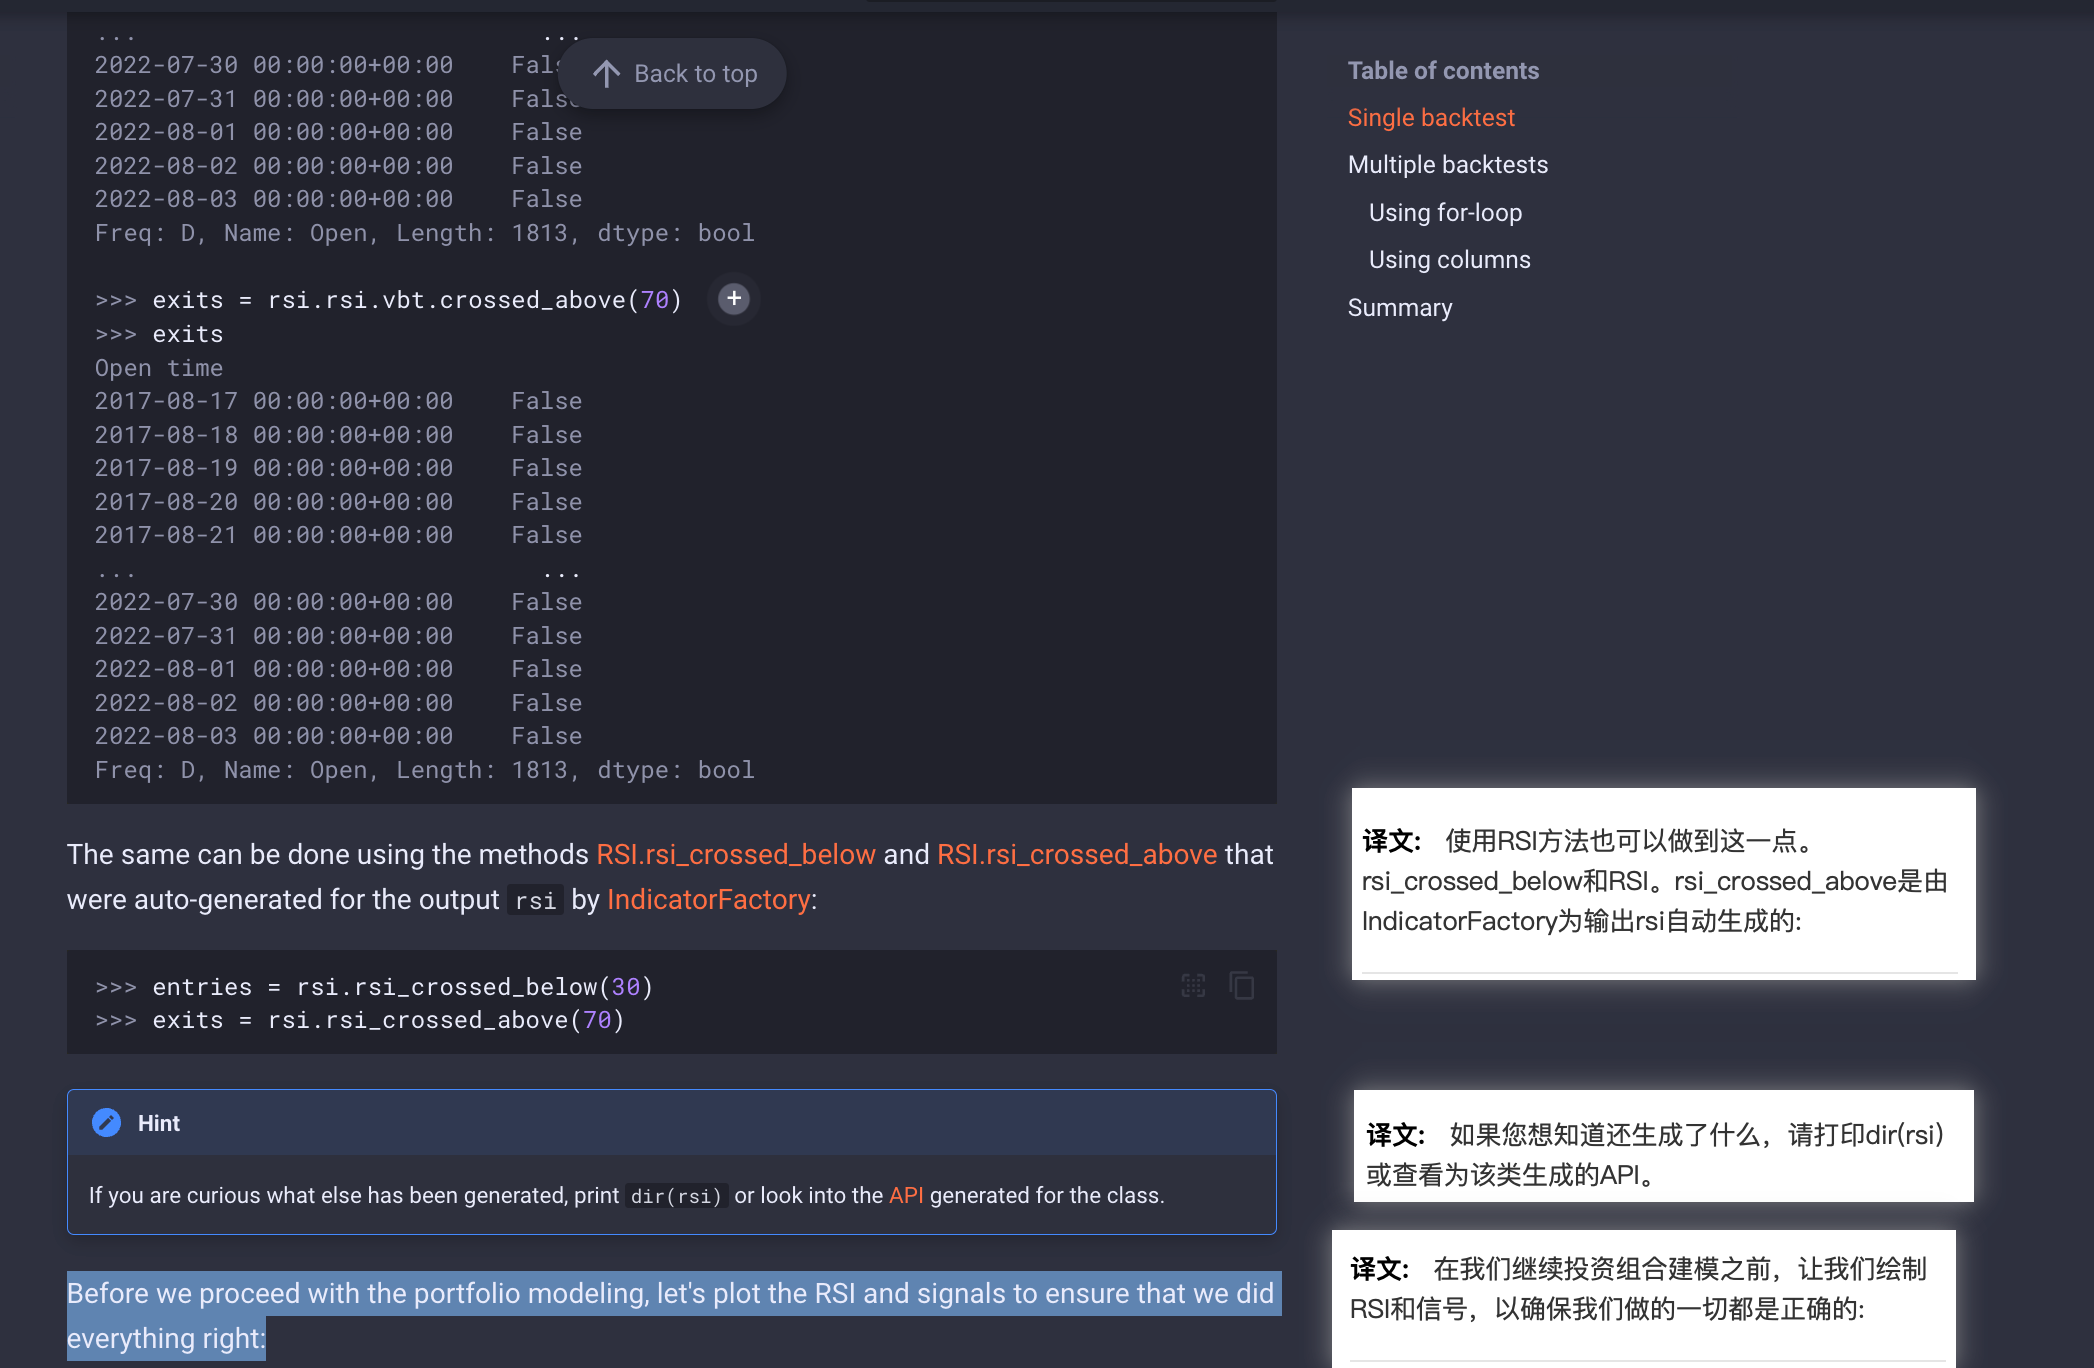 ...                            ...
2022-07-30 00:00:00+00:00    Fals
Back to top
2022-07-31 00:00:00+00:00    False
2022-08-01 00:00:00+00:00    False
2022-08-02 00:00:00+00:00    False
2022-08-03 00:00:00+00:00    False
Freq: D, Name: Open, Length: 1813, dtype: bool
>>> exits = rsi.rsi.vbt.crossed_above(70)
>>> exits
Open time
2017-08-17 00:00:00+00:00    False
2017-08-18 00:00:00+00:00    False
2017-08-19 00:00:00+00:00    False
2017-08-20 00:00:00+00:00    False
2017-08-21 00:00:00+00:00    False
...                            ...
2022-07-30 00:00:00+00:00    False
2022-07-31 00:00:00+00:00    False
2022-08-01 00:00:00+00:00    False
2022-08-02 00:00:00+00:00    False
2022-08-03 00:00:00+00:00    False
Freq: D, Name: Open, Length: 1813, dtype: bool
The same can be done using the methods RSI.rsi_crossed_below and RSI.rsi_crossed_above that
were auto-generated for the output rsi by IndicatorFactory:
>>> entries = rsi.rsi_crossed_below(30)
>>> exits = rsi.rsi_crossed_above(70)
Hint
If you are curious what else has been generated, print dir(rsi) or look into the API generated for the class.
Before we proceed with the portfolio modeling, let's plot the RSI and signals to ensure that we did
everything right:
Table of contents
Single backtest
Multiple backtests
Using for-loop
Using columns
Summary
译文: 使用RSI方法也可以做到这一点。
rsi_crossed_below和RSI。rsi_crossed_above是由
IndicatorFactory为输出rsi自动生成的:
译文: 如果您想知道还生成了什么，请打印dir(rsi)
或查看为该类生成的API。
译文: 在我们继续投资组合建模之前，让我们绘制
RSI和信号，以确保我们做的一切都是正确的: